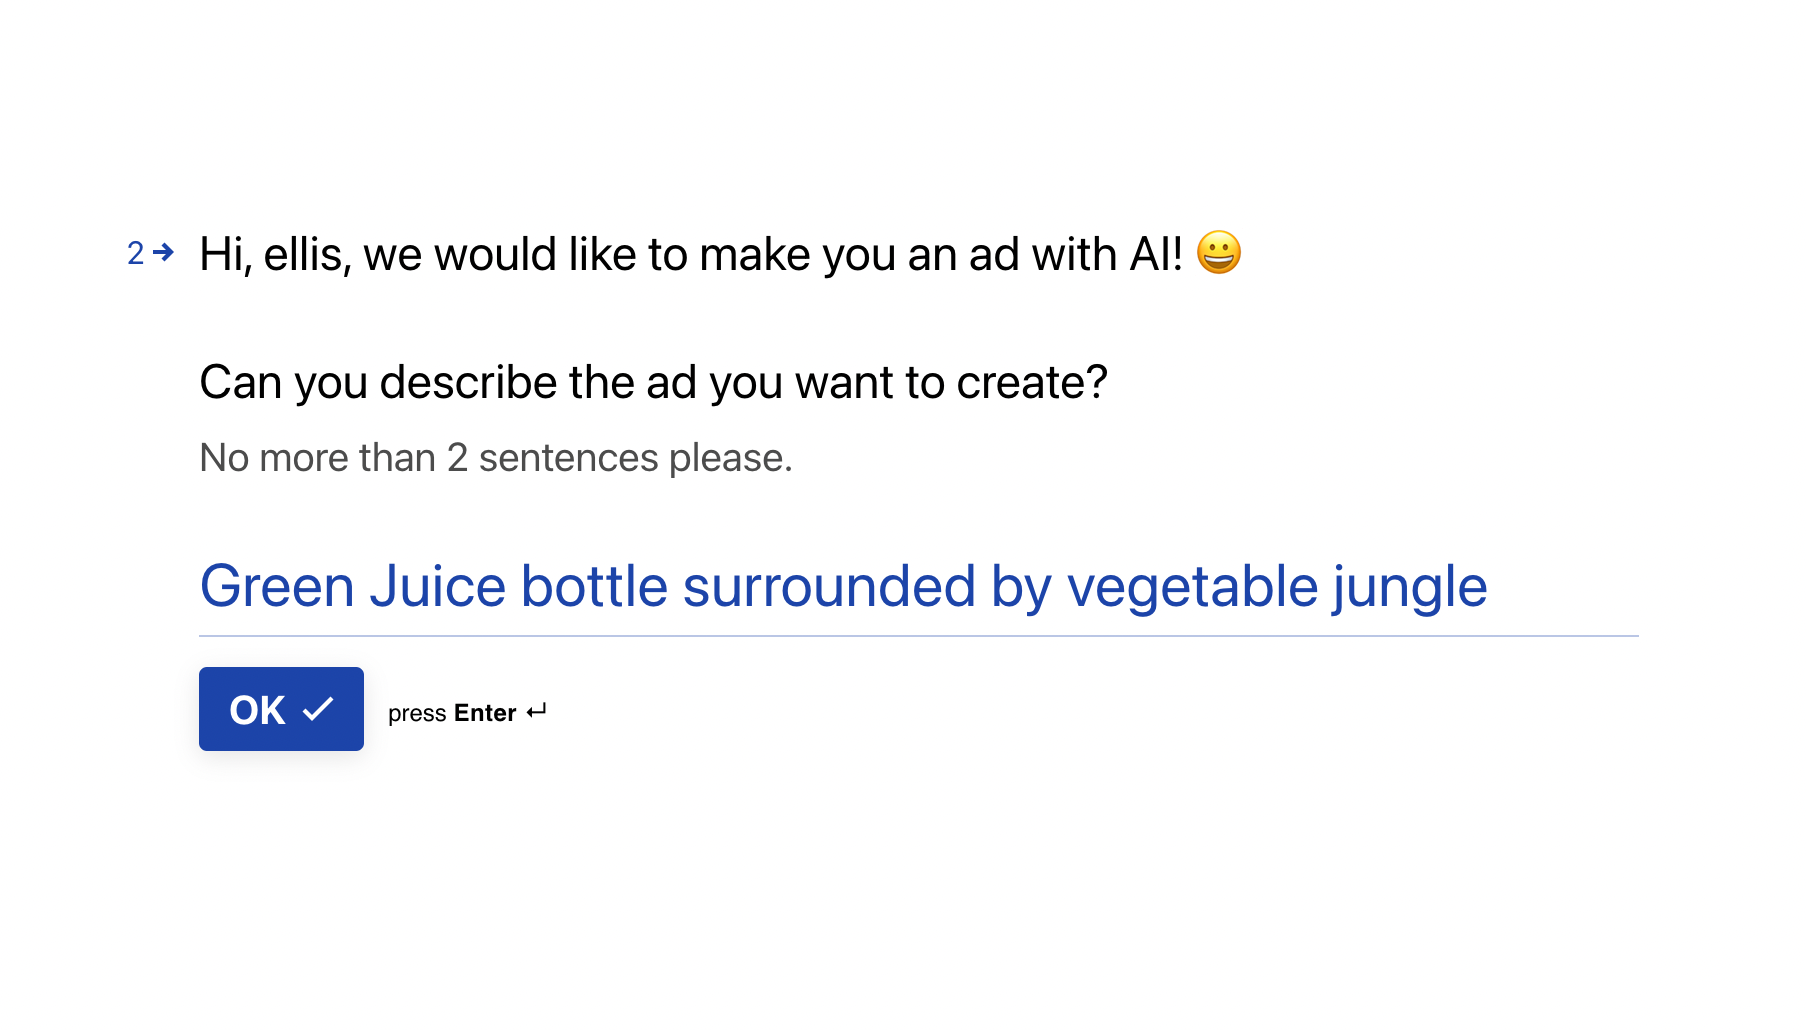 2 → Hi, ellis, we would like to make you an ad with AI! 😀
Can you describe the ad you want to create?
No more than 2 sentences please.
Green Juice bottle surrounded by vegetable jungle
OK ✓ press Enter ↵